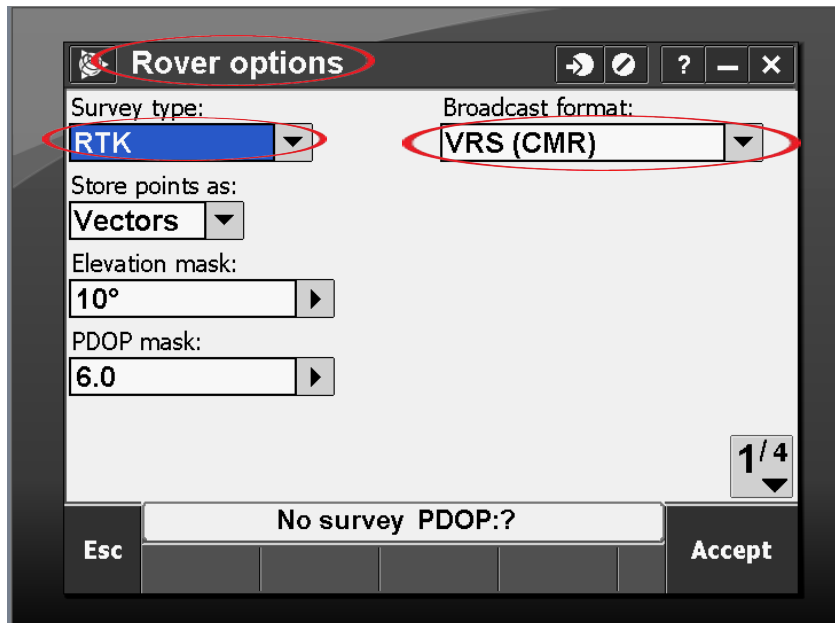 Rover options
? – ×
Survey type:
RTK
Broadcast format:
VRS (CMR)
Store points as:
Vectors
Elevation mask:
10°
PDOP mask:
6.0
1/4
No survey PDOP:?
Esc
Accept